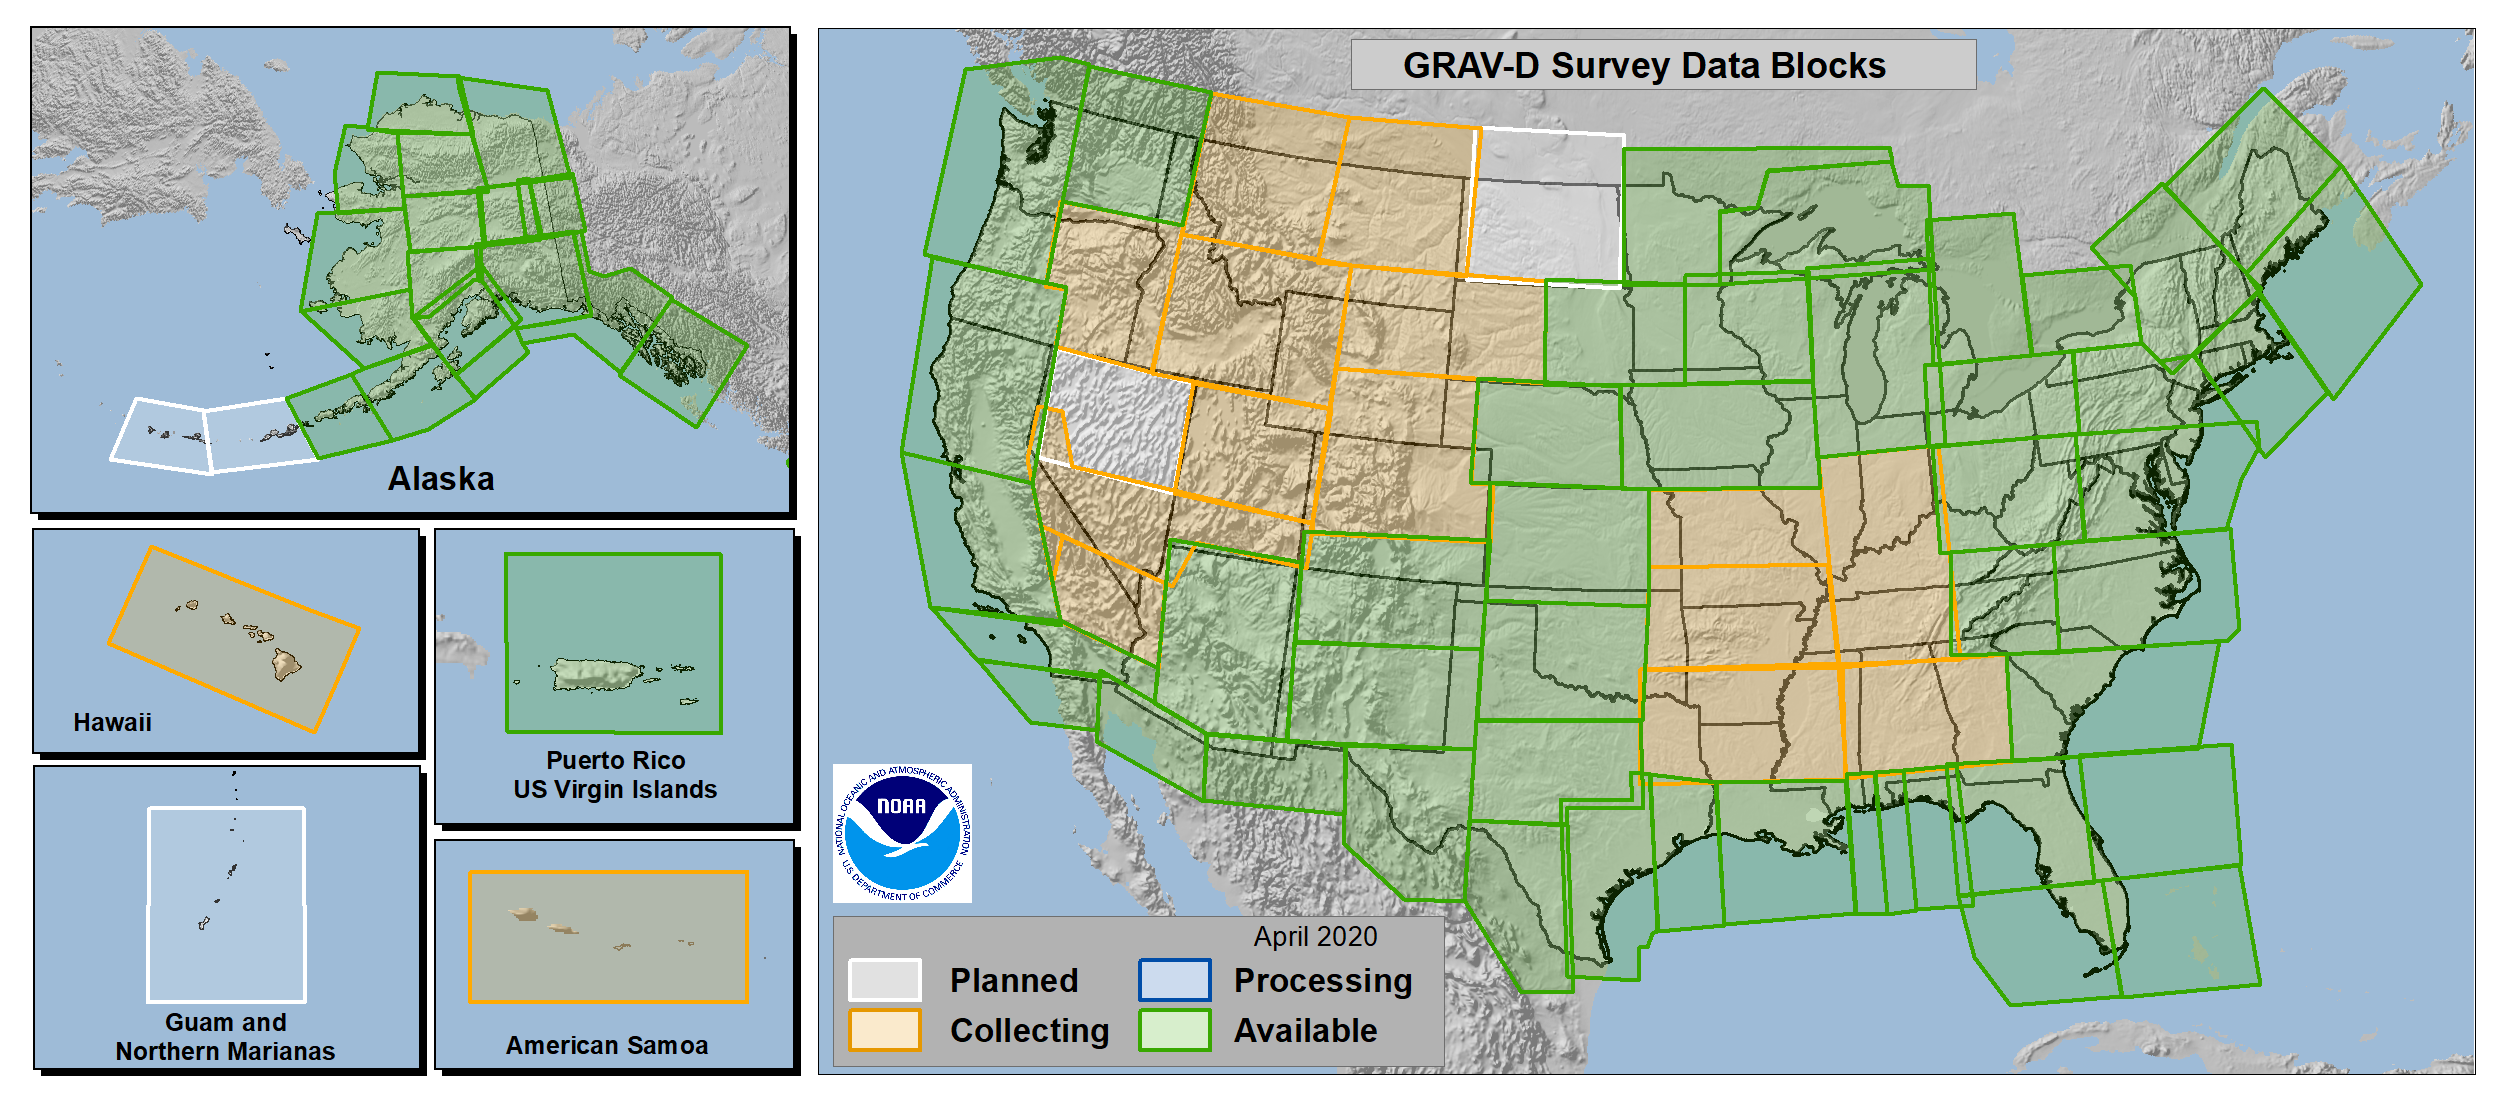 GRAV-D Survey Data Blocks
Alaska
Hawaii
Puerto Rico
US Virgin Islands
Guam and
Northern Marianas
American Samoa
NATIONAL OCEANIC AND ATMOSPHERIC ADMINISTRATION
NOAA
U.S. DEPARTMENT OF COMMERCE
April 2020
Planned
Processing
Collecting
Available